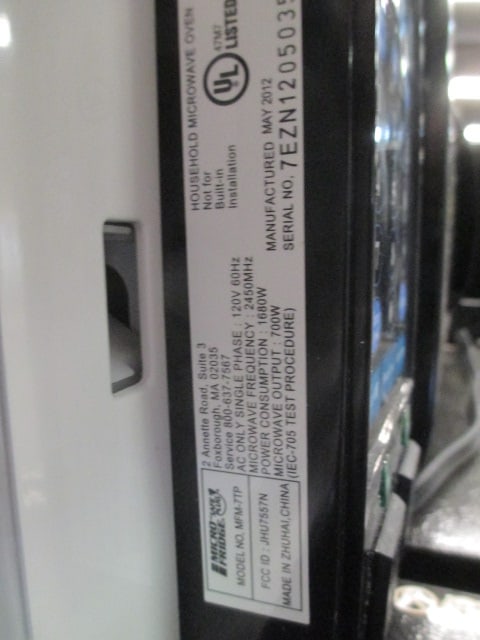 MICRO FRIDGE
MODEL NO. MFM-7TP
FCC ID : JHU7557N
MADE IN ZHUHAI,CHINA
2 Annette Road, Suite 3
Foxborough, MA 02035
Service 800-637-7567
AC ONLY SINGLE PHASE : 120V 60Hz
MICROWAVE FREQUENCY : 2450MHz
POWER CONSUMPTION : 1680W
MICROWAVE OUTPUT : 700W
(IEC-705 TEST PROCEDURE)
HOUSEHOLD MICROWAVE OVEN
Not for
Built-in
Installation
UL
47M7
LISTED
MANUFACTURED MAY 2012
SERIAL NO. 7EZN1205035